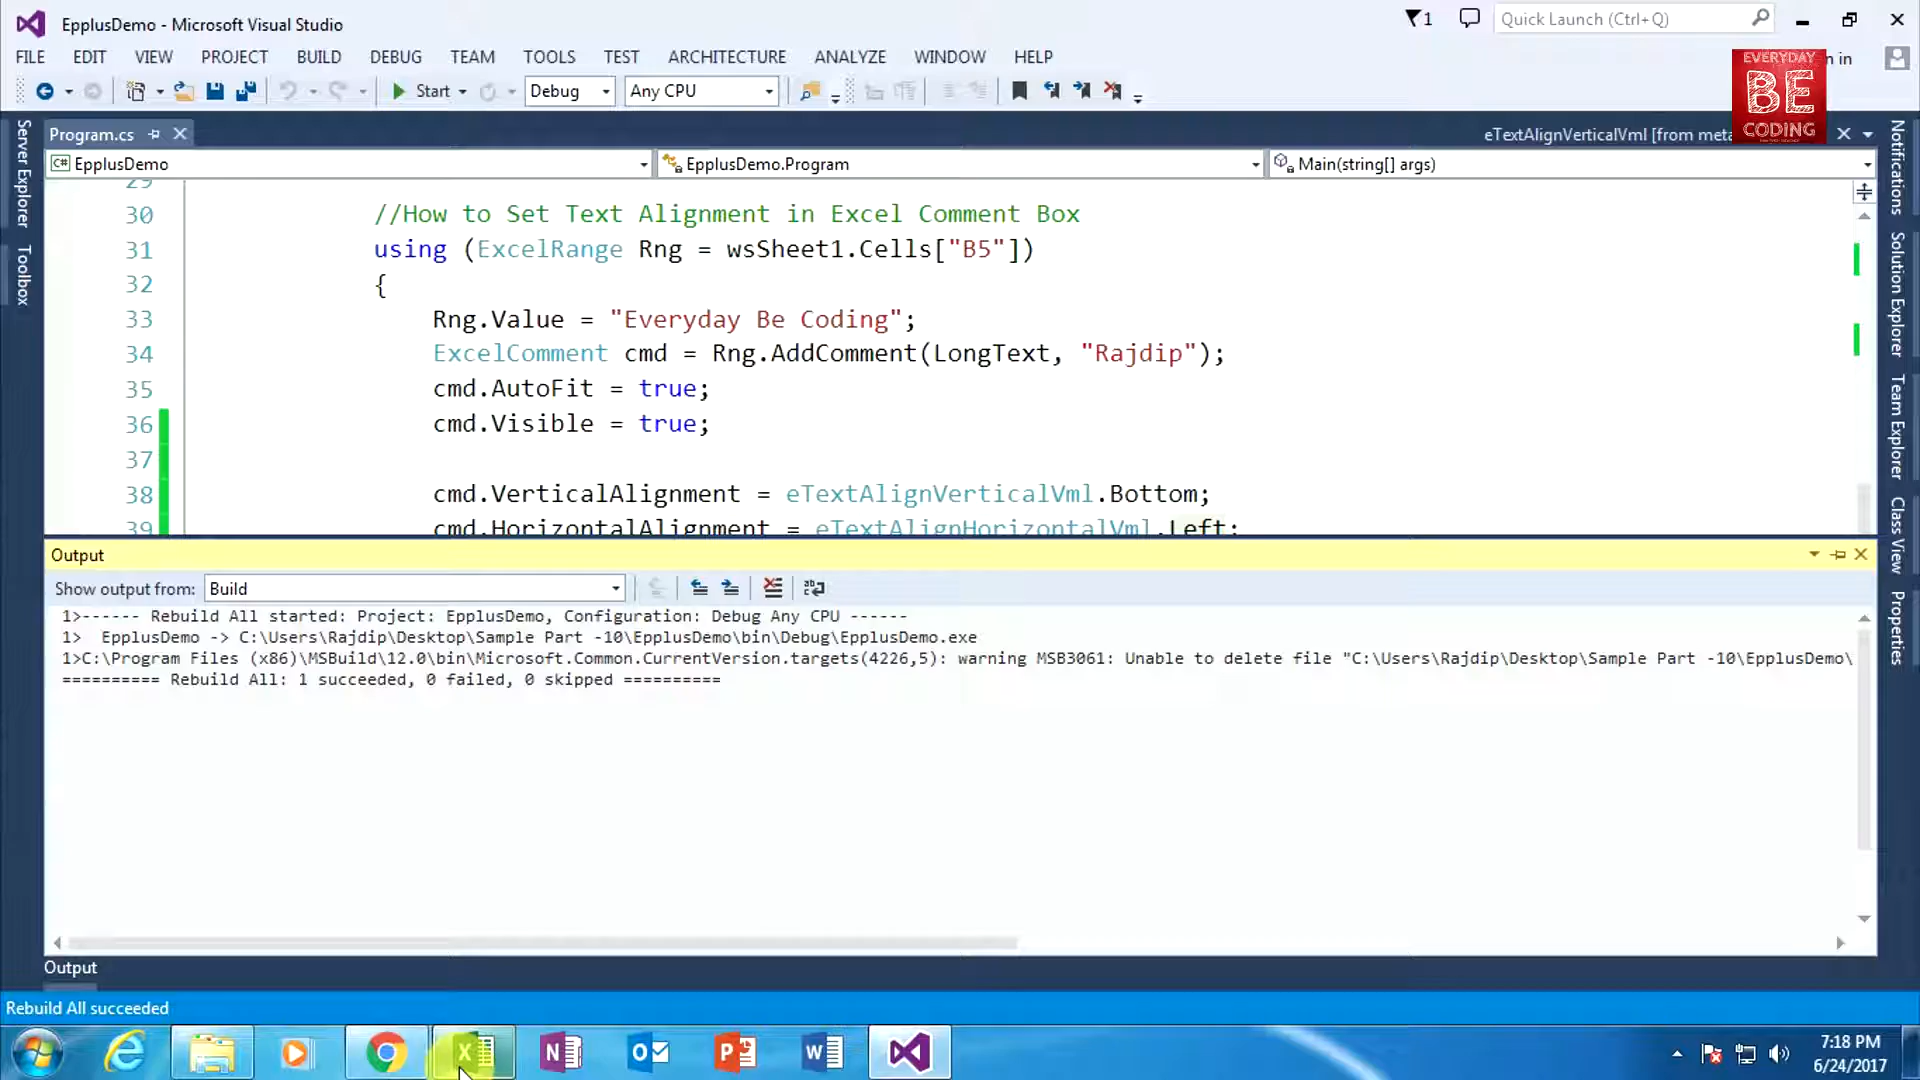 EpplusDemo - Microsoft Visual Studio
1
Quick Launch (Ctrl+Q)
FILE EDIT VIEW PROJECT BUILD DEBUG TEAM TOOLS TEST ARCHITECTURE ANALYZE WINDOW HELP
in
EVERYDAY
BE
CODING
Start Debug Any CPU
Program.cs
eTextAlignVerticalVml [from meta
EpplusDemo
EpplusDemo.Program
Main(string[] args)
Server Explorer
Toolbox
Notifications
Solution Explorer
Team Explorer
Class View
Properties
29
30 //How to Set Text Alignment in Excel Comment Box
31 using (ExcelRange Rng = wsSheet1.Cells["B5"])
32 {
33 Rng.Value = "Everyday Be Coding";
34 ExcelComment cmd = Rng.AddComment(LongText, "Rajdip");
35 cmd.AutoFit = true;
36 cmd.Visible = true;
37
38 cmd.VerticalAlignment = eTextAlignVerticalVml.Bottom;
39 cmd.HorizontalAlignment = eTextAlignHorizontalVml.Left;
Output
Show output from: Build
1>------ Rebuild All started: Project: EpplusDemo, Configuration: Debug Any CPU ------
1>  EpplusDemo -> C:\Users\Rajdip\Desktop\Sample Part -10\EpplusDemo\bin\Debug\EpplusDemo.exe
1>C:\Program Files (x86)\MSBuild\12.0\bin\Microsoft.Common.CurrentVersion.targets(4226,5): warning MSB3061: Unable to delete file "C:\Users\Rajdip\Desktop\Sample Part -10\EpplusDemo\
========== Rebuild All: 1 succeeded, 0 failed, 0 skipped ==========
Output
Rebuild All succeeded
7:18 PM
6/24/2017